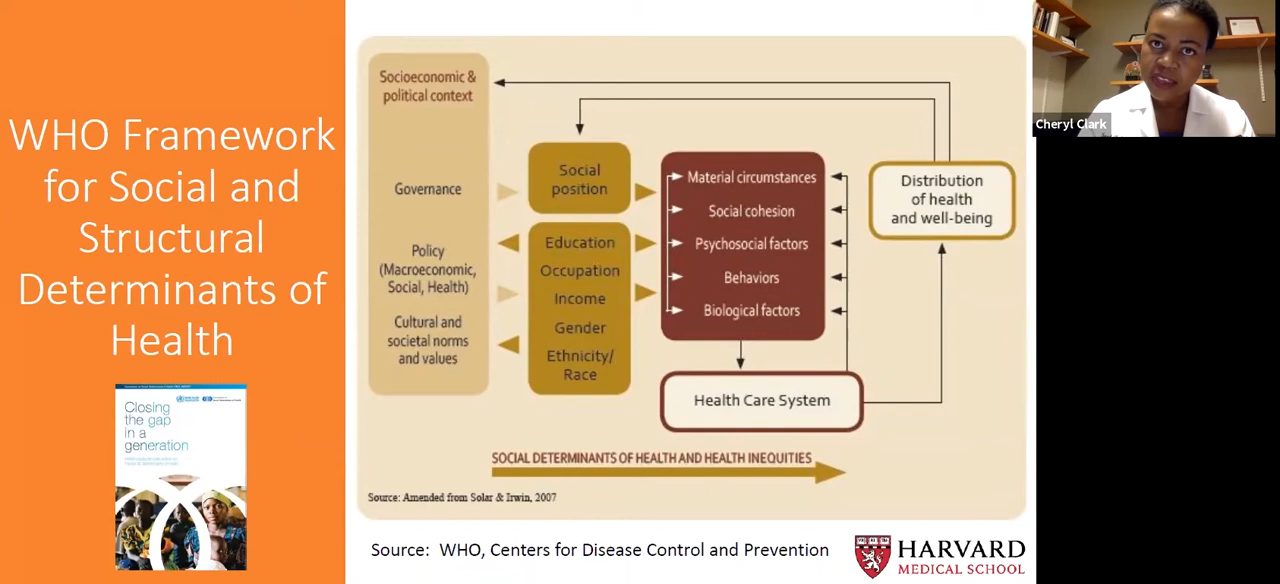 WHO Framework
for Social and
Structural
Determinants of
Health
Closing
the gap
in a
generation
Socioeconomic &
political context
Governance
Policy
(Macroeconomic,
Social, Health)
Cultural and
societal norms
and values
Social
position
Education
Occupation
Income
Gender
Ethnicity/
Race
Material circumstances
Social cohesion
Psychosocial factors
Behaviors
Biological factors
Health Care System
Distribution
of health
and well-being
SOCIAL DETERMINANTS OF HEALTH AND HEALTH INEQUITIES
Source: Amended from Solar & Irwin, 2007
Source: WHO, Centers for Disease Control and Prevention
HARVARD
MEDICAL SCHOOL
Cheryl Clark